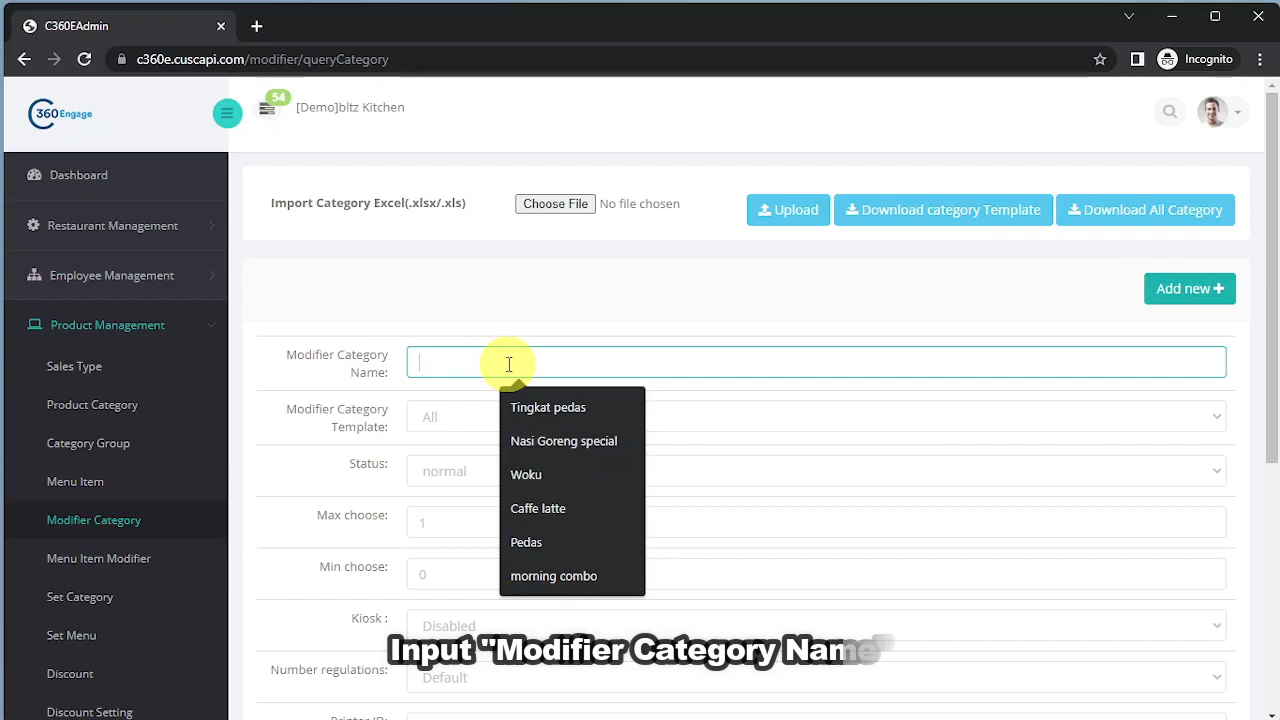 C360EAdmin
c360e.cuscapi.com/modifier/queryCategory
Incognito
360 Engage
54
[Demo]bltz Kitchen
Dashboard
Restaurant Management
Employee Management
Product Management
Sales Type
Product Category
Category Group
Menu Item
Modifier Category
Menu Item Modifier
Set Category
Set Menu
Discount
Discount Setting
Import Category Excel(.xlsx/.xls)
Choose File No file chosen
Upload
Download category Template
Download All Category
Add new
Modifier Category
Name:
Tingkat pedas
Nasi Goreng special
Woku
Caffe latte
Pedas
morning combo
Modifier Category
Template:
All
Status:
normal
Max choose:
1
Min choose:
0
Kiosk :
Disabled
Input "Modifier Category Name"
Number regulations:
Default
Printer ID: